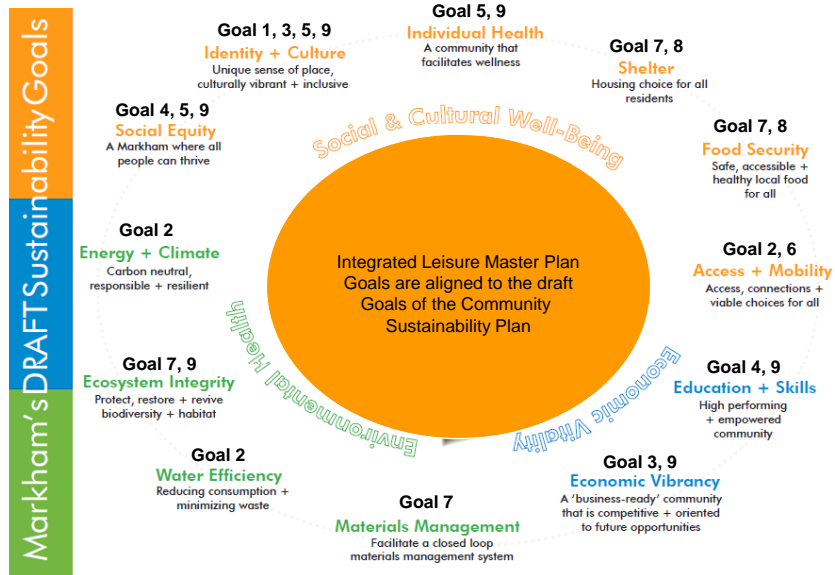 Markham's DRAFT Sustainability Goals
Goal 5, 9
Individual Health
A community that
facilitates wellness
Goal 7, 8
Shelter
Housing choice for all
residents
Goal 7, 8
Food Security
Safe, accessible +
healthy local food
for all
Goal 2, 6
Access + Mobility
Access, connections +
viable choices for all
Goal 4, 9
Education + Skills
High performing
+ empowered
community
Goal 3, 9
Economic Vibrancy
A 'business-ready' community
that is competitive + oriented
to future opportunities
Goal 7
Materials Management
Facilitate a closed loop
materials management system
Goal 2
Water Efficiency
Reducing consumption +
minimizing waste
Goal 7, 9
Ecosystem Integrity
Protect, restore + revive
biodiversity + habitat
Goal 2
Energy + Climate
Carbon neutral,
responsible + resilient
Goal 4, 5, 9
Social Equity
A Markham where all
people can thrive
Goal 1, 3, 5, 9
Identity + Culture
Unique sense of place,
culturally vibrant + inclusive
Social & Cultural Well-Being
Integrated Leisure Master Plan
Goals are aligned to the draft
Goals of the Community
Sustainability Plan
Economic Vitality
Environmental Health